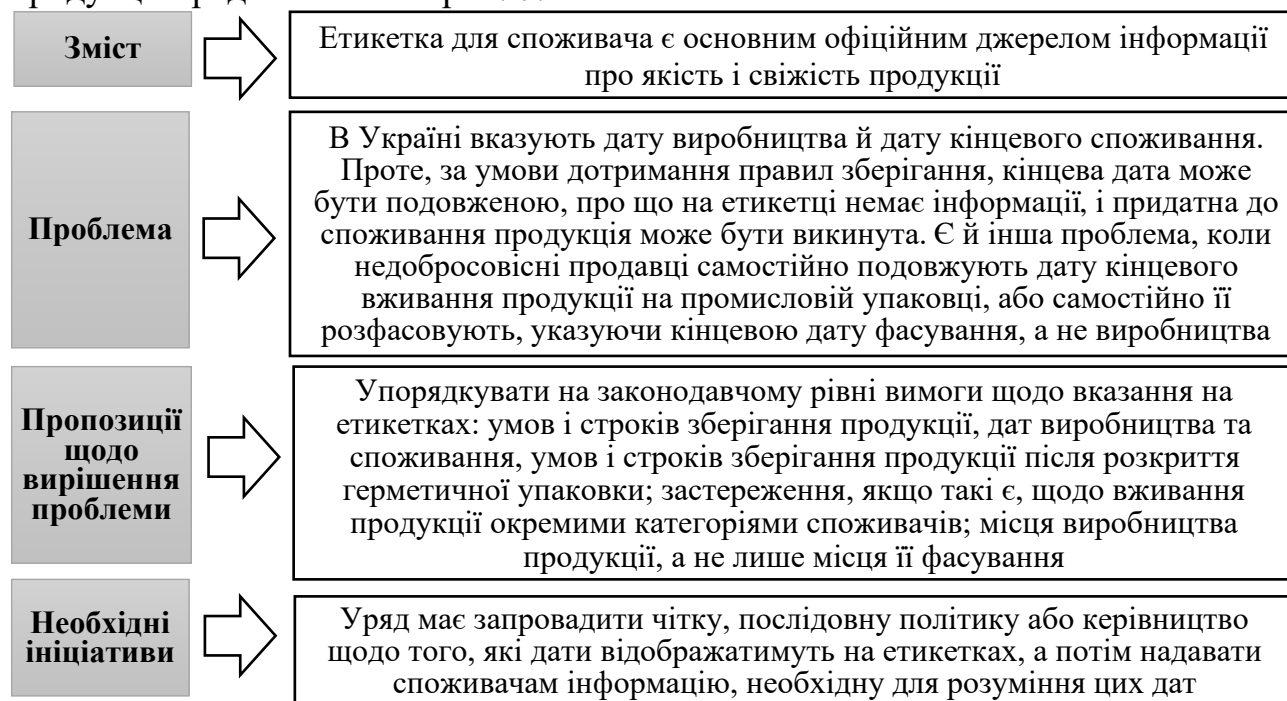 Зміст
Етикетка для споживача є основним офіційним джерелом інформації
про якість і свіжість продукції
Проблема
В Україні вказують дату виробництва й дату кінцевого споживання.
Проте, за умови дотримання правил зберігання, кінцева дата може
бути подовженою, про що на етикетці немає інформації, і придатна до
споживання продукція може бути викинута. Є й інша проблема, коли
недобросовісні продавці самостійно подовжують дату кінцевого
вживання продукції на промисловій упаковці, або самостійно її
розфасовують, указуючи кінцевою дату фасування, а не виробництва
Пропозиції
щодо
вирішення
проблеми
Упорядкувати на законодавчому рівні вимоги щодо вказання на
етикетках: умов і строків зберігання продукції, дат виробництва та
споживання, умов і строків зберігання продукції після розкриття
герметичної упаковки; застереження, якщо такі є, щодо вживання
продукції окремими категоріями споживачів; місця виробництва
продукції, а не лише місця її фасування
Необхідні
ініціативи
Уряд має запровадити чітку, послідовну політику або керівництво
щодо того, які дати відображатимуть на етикетках, а потім надавати
споживачам інформацію, необхідну для розуміння цих дат